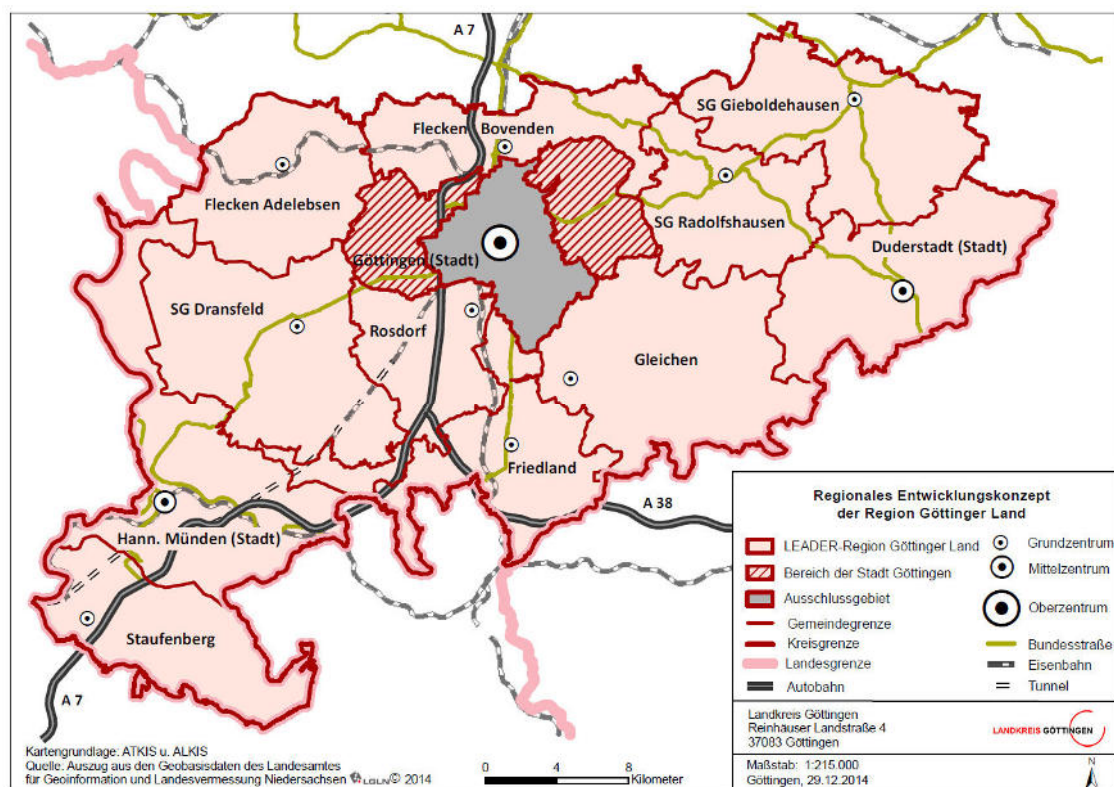 A 7
SG Gieboldehausen
Flecken Bovenden
Flecken Adelebsen
SG Radolfshausen
Duderstadt (Stadt)
Göttingen (Stadt)
SG Dransfeld
Rosdorf
Gleichen
Friedland
A 38
Hann. Münden (Stadt)
Staufenberg
A 7
Regionales Entwicklungskonzept
der Region Göttinger Land
LEADER-Region Göttinger Land
Bereich der Stadt Göttingen
Ausschlussgebiet
Gemeindegrenze
Kreisgrenze
Landesgrenze
Autobahn
Grundzentrum
Mittelzentrum
Oberzentrum
Bundesstraße
Eisenbahn
Tunnel
Landkreis Göttingen
Reinhäuser Landstraße 4
37083 Göttingen
LANDKREIS GÖTTINGEN
Maßstab: 1:215.000
Göttingen, 29.12.2014
N
Kartengrundlage: ATKIS u. ALKIS
Quelle: Auszug aus den Geobasisdaten des Landesamtes
für Geoinformation und Landesvermessung Niedersachsen LGLN © 2014
0 4 8
Kilometer